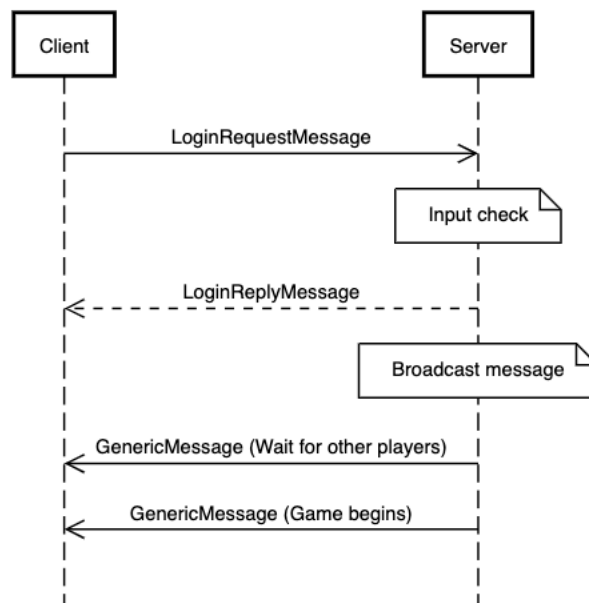 Client
Server
LoginRequestMessage
Input check
LoginReplyMessage
Broadcast message
GenericMessage (Wait for other players)
GenericMessage (Game begins)